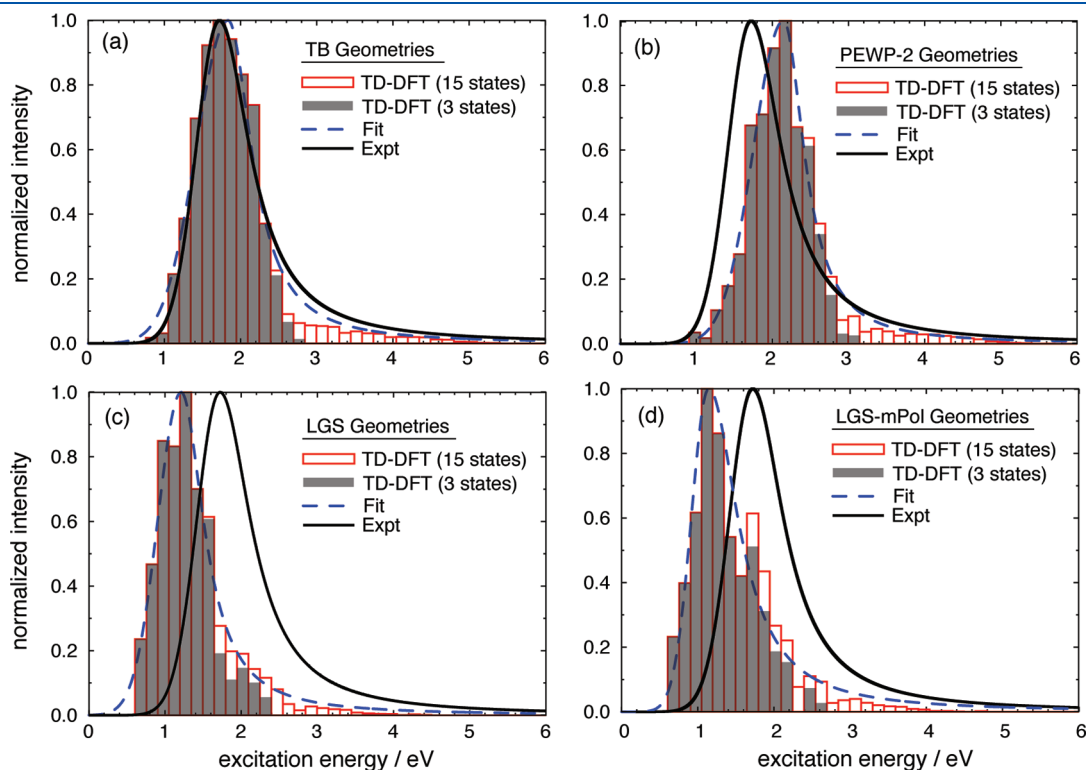 (a)
TB Geometries
TD-DFT (15 states)
TD-DFT (3 states)
Fit
Expt
normalized intensity
1.0
0.8
0.6
0.4
0.2
0.0
0 1 2 3 4 5 6
(b)
PEWP-2 Geometries
TD-DFT (15 states)
TD-DFT (3 states)
Fit
Expt
1.0
0.8
0.6
0.4
0.2
0.0
0 1 2 3 4 5 6
(c)
LGS Geometries
TD-DFT (15 states)
TD-DFT (3 states)
Fit
Expt
normalized intensity
1.0
0.8
0.6
0.4
0.2
0.0
0 1 2 3 4 5 6
excitation energy / eV
(d)
LGS-mPol Geometries
TD-DFT (15 states)
TD-DFT (3 states)
Fit
Expt
1.0
0.8
0.6
0.4
0.2
0.0
0 1 2 3 4 5 6
excitation energy / eV